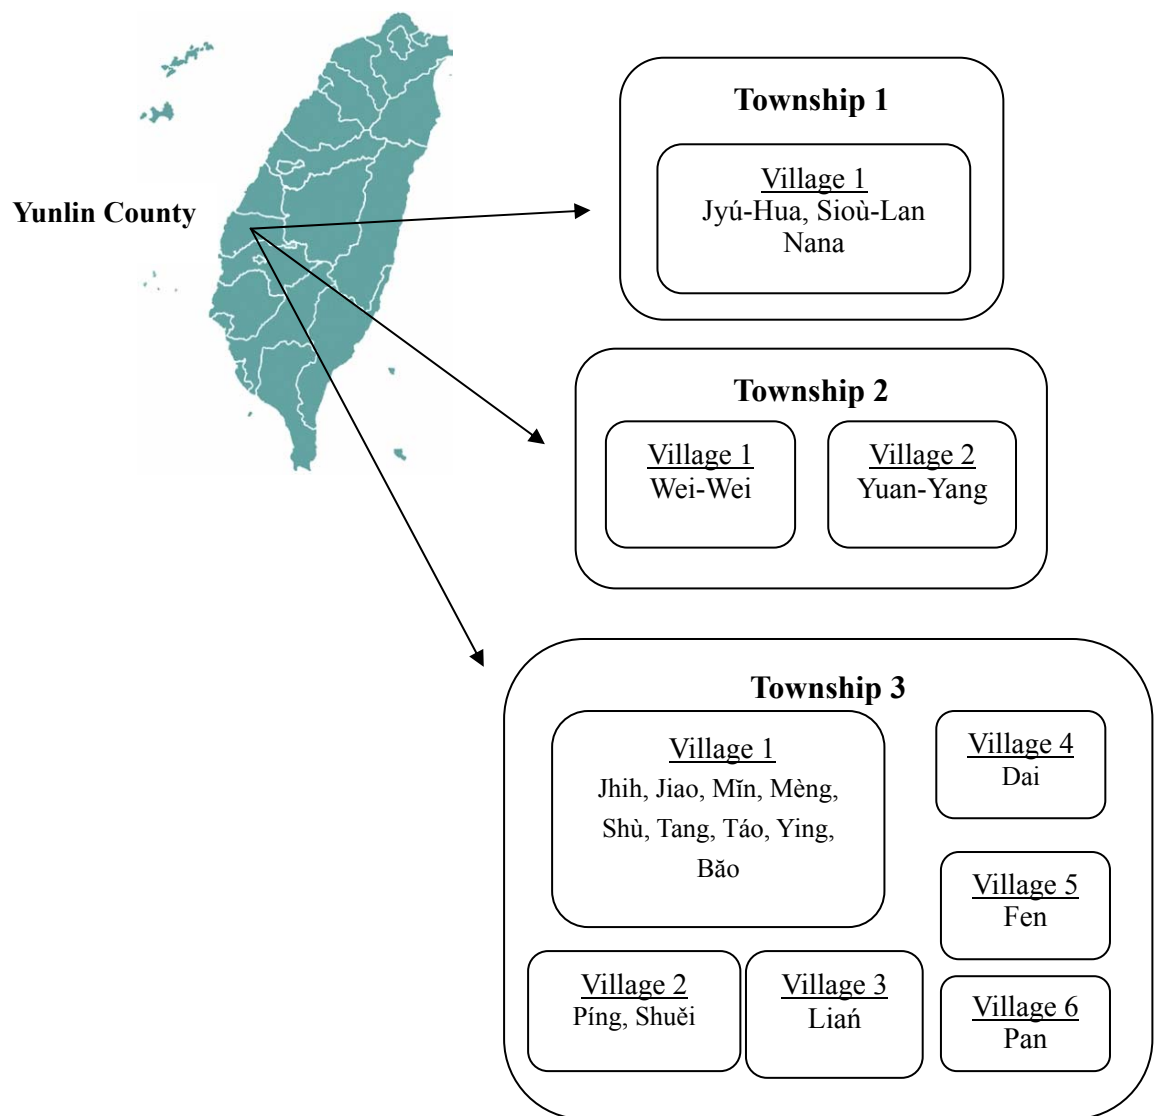 Yunlin County
Township 1
Village 1
Jyú-Hua, Sioù-Lan
Nana
Township 2
Village 1
Wei-Wei
Village 2
Yuan-Yang
Township 3
Village 1
Jhih, Jiao, Mĭn, Mèng,
Shù, Tang, Táo, Ying,
Băo
Village 4
Dai
Village 5
Fen
Village 2
Píng, Shuěi
Village 3
Liań
Village 6
Pan